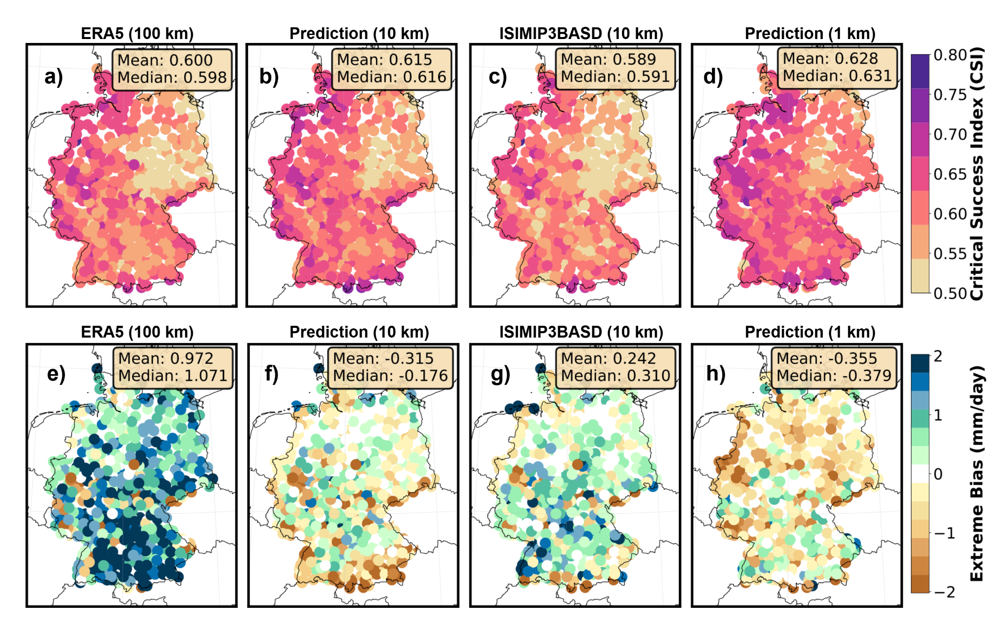 ERA5 (100 km)
Prediction (10 km)
ISIMIP3BASD (10 km)
Prediction (1 km)
a)
Mean: 0.600
Median: 0.598
b)
Mean: 0.615
Median: 0.616
c)
Mean: 0.589
Median: 0.591
d)
Mean: 0.628
Median: 0.631
0.80
0.75
0.70
0.65
0.60
0.55
0.50
Critical Success Index (CSI)
ERA5 (100 km)
Prediction (10 km)
ISIMIP3BASD (10 km)
Prediction (1 km)
e)
Mean: 0.972
Median: 1.071
f)
Mean: -0.315
Median: -0.176
g)
Mean: 0.242
Median: 0.310
h)
Mean: -0.355
Median: -0.379
2
1
0
−1
−2
Extreme Bias (mm/day)